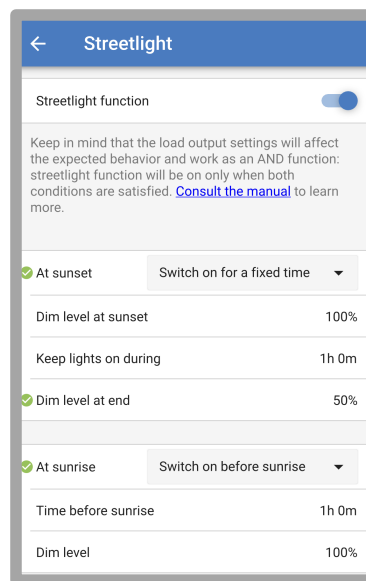 Streetlight
Streetlight function
Keep in mind that the load output settings will affect
the expected behavior and work as an AND function:
streetlight function will be on only when both
conditions are satisfied. Consult the manual to learn
more.
At sunset Switch on for a fixed time
Dim level at sunset 100%
Keep lights on during 1h 0m
Dim level at end 50%
At sunrise Switch on before sunrise
Time before sunrise 1h 0m
Dim level 100%